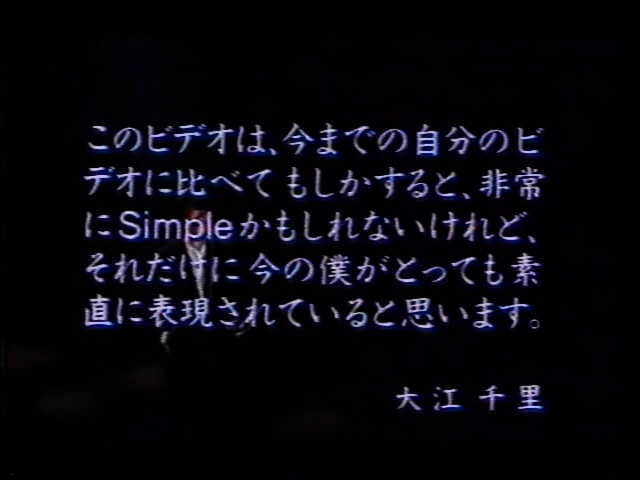 このビデオは、今までの自分のビ
デオに比べてもしかすると、非常
にSimpleかもしれないけれど、
それだけに今の僕がとっても素
直に表現されていると思います。
大江千里